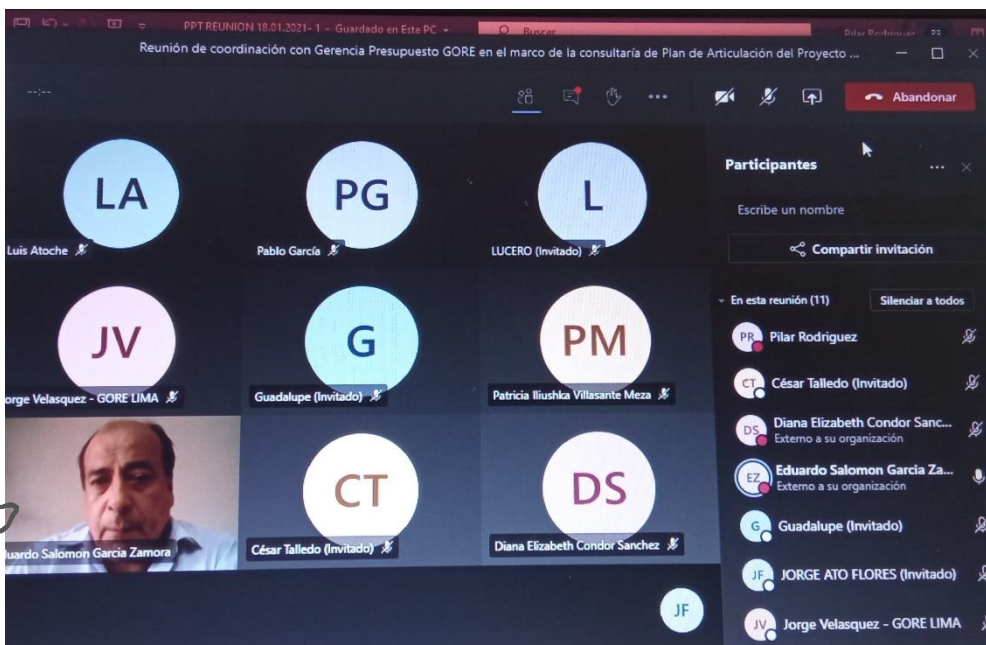 PPT REUNION 18.01.2021- 1 - Guardado en Este PC
Buscar
Pilar Rodriguez
Reunión de coordinación con Gerencia Presupuesto GORE en el marco de la consultaría de Plan de Articulación del Proyecto ...
--:--
Abandonar
LA
Luis Atoche
PG
Pablo García
L
LUCERO (Invitado)
JV
orge Velasquez - GORE LIMA
G
Guadalupe (Invitado)
PM
Patricia Iliushka Villasante Meza
duardo Salomon Garcia Zamora
CT
César Talledo (Invitado)
DS
Diana Elizabeth Condor Sanchez
JF
Participantes
Escribe un nombre
Compartir invitación
En esta reunión (11)
Silenciar a todos
PR Pilar Rodriguez
CT César Talledo (Invitado)
DS Diana Elizabeth Condor Sanc...
Externo a su organización
EZ Eduardo Salomon Garcia Za...
Externo a su organización
G Guadalupe (Invitado)
JF JORGE ATO FLORES (Invitado)
JV Jorge Velasquez - GORE LIMA